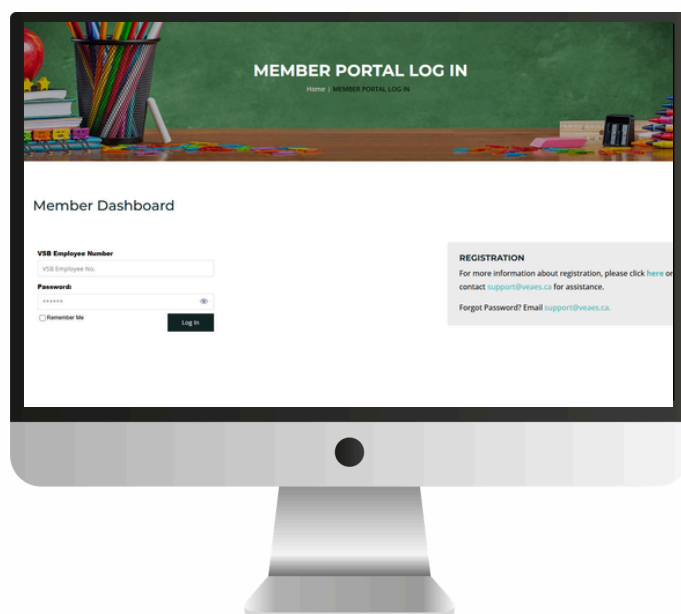 MEMBER PORTAL LOG IN
Home | MEMBER PORTAL LOG IN
Member Dashboard
VSB Employee Number
VSB Employee No.
Password:
******
Remember Me
Log In
REGISTRATION
For more information about registration, please click here or
contact support@veaes.ca for assistance.
Forgot Password? Email support@veaes.ca.